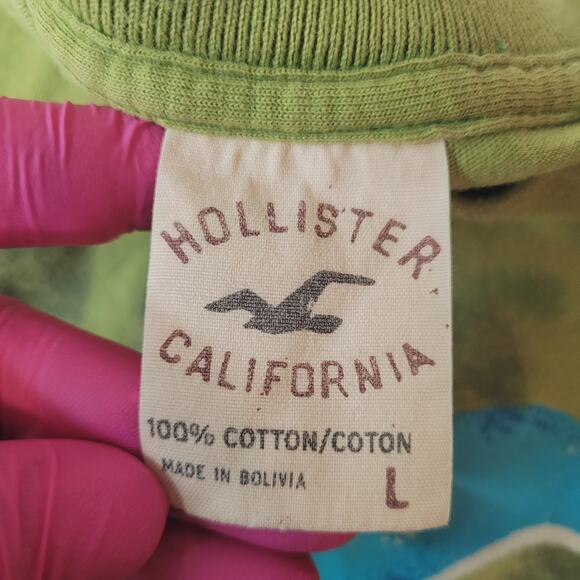 HOLLISTER
CALIFORNIA
100% COTTON/COTON
MADE IN BOLIVIA
L